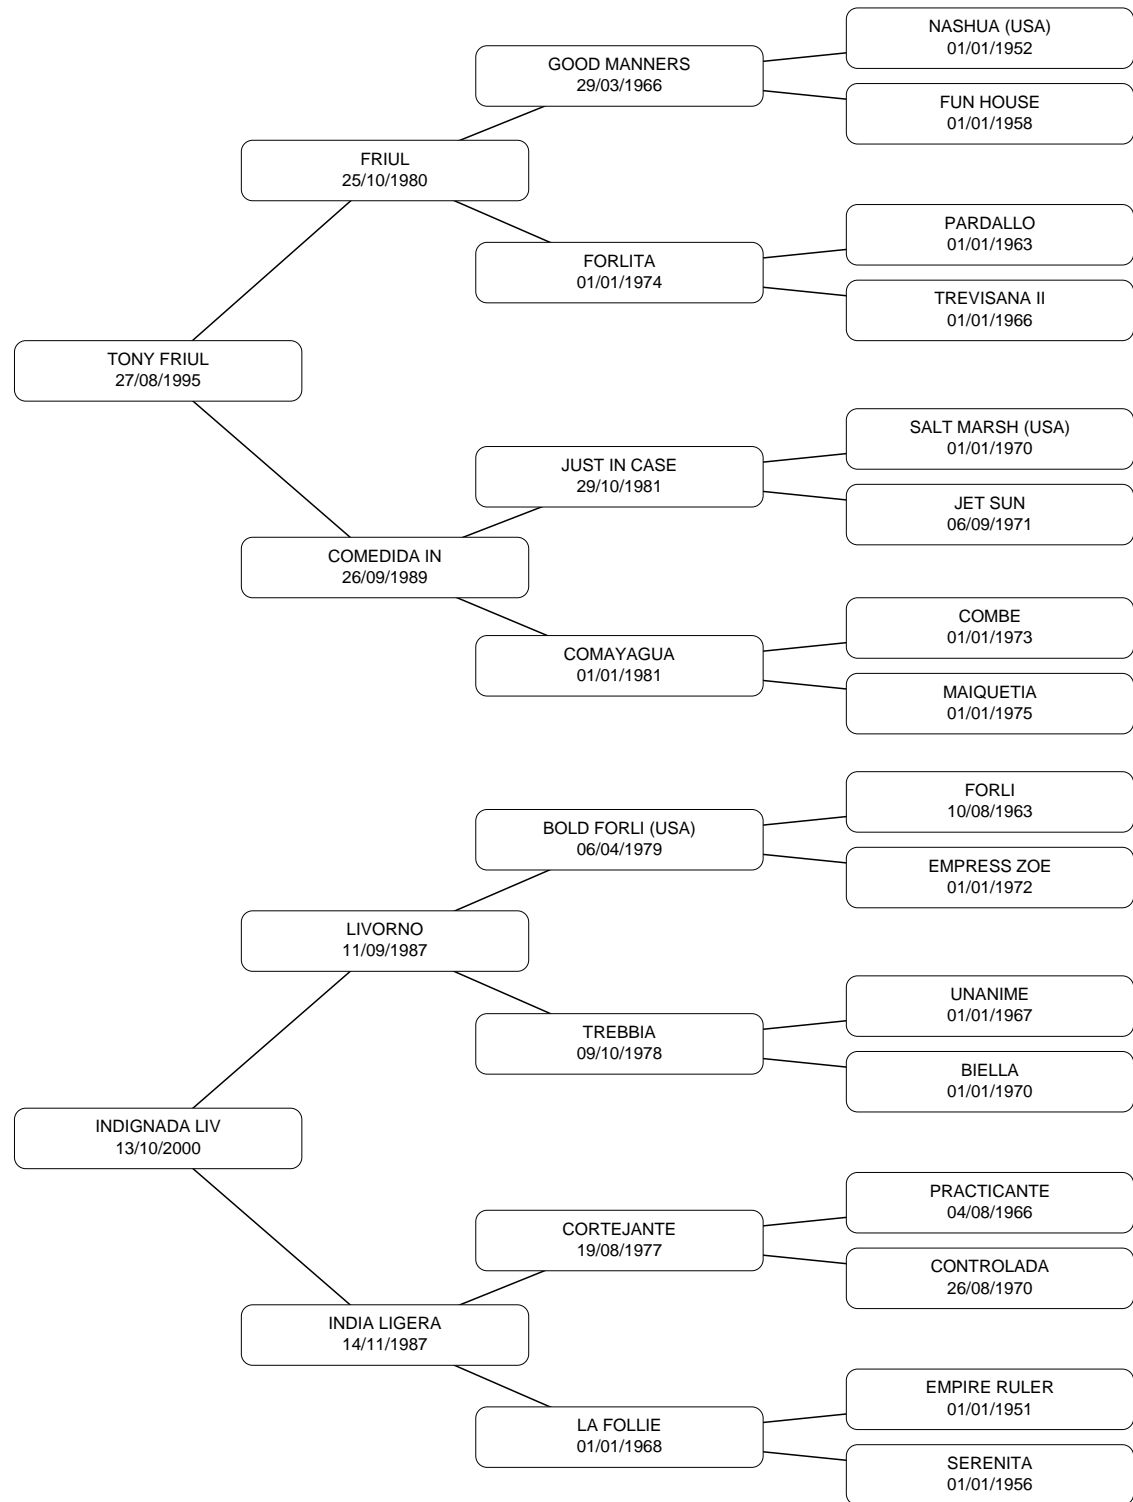 NASHUA (USA)
01/01/1952
GOOD MANNERS
29/03/1966
FUN HOUSE
01/01/1958
FRIUL
25/10/1980
PARDALLO
01/01/1963
FORLITA
01/01/1974
TREVISANA II
01/01/1966
TONY FRIUL
27/08/1995
SALT MARSH (USA)
01/01/1970
JUST IN CASE
29/10/1981
JET SUN
06/09/1971
COMEDIDA IN
26/09/1989
COMBE
01/01/1973
COMAYAGUA
01/01/1981
MAIQUETIA
01/01/1975
FORLI
10/08/1963
BOLD FORLI (USA)
06/04/1979
EMPRESS ZOE
01/01/1972
LIVORNO
11/09/1987
UNANIME
01/01/1967
TREBBIA
09/10/1978
BIELLA
01/01/1970
INDIGNADA LIV
13/10/2000
PRACTICANTE
04/08/1966
CORTEJANTE
19/08/1977
CONTROLADA
26/08/1970
INDIA LIGERA
14/11/1987
EMPIRE RULER
01/01/1951
LA FOLLIE
01/01/1968
SERENITA
01/01/1956